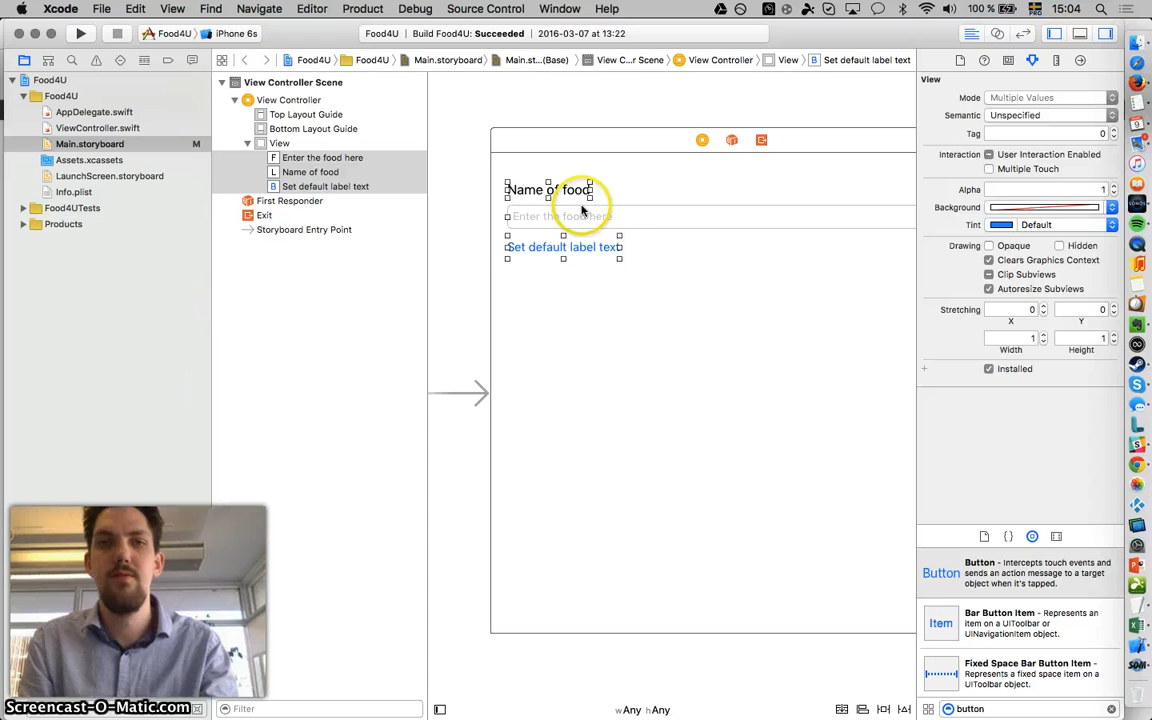 Xcode File Edit View Find Navigate Editor Product Debug Source Control Window Help 100 % 15:04
Food4U iPhone 6s Food4U Build Food4U: Succeeded 2016-03-07 at 13:22
Food4U Food4U Main.storyboard Main.st...(Base) View C...r Scene View Controller View B Set default label text
Food4U
Food4U
AppDelegate.swift
ViewController.swift
Main.storyboard M
Assets.xcassets
LaunchScreen.storyboard
Info.plist
Food4UTests
Products
View Controller Scene
View Controller
Top Layout Guide
Bottom Layout Guide
View
F Enter the food here
L Name of food
B Set default label text
First Responder
Exit
Storyboard Entry Point
Name of food
Enter the food here
Set default label text
View
Mode Multiple Values
Semantic Unspecified
Tag 0
Interaction User Interaction Enabled
Multiple Touch
Alpha 1
Background
Tint Default
Drawing Opaque Hidden
Clears Graphics Context
Clip Subviews
Autoresize Subviews
Stretching 0 0
X Y
1 1
Width Height
+ Installed
Button
Button - Intercepts touch events and
sends an action message to a target
object when it's tapped.
Item
Bar Button Item - Represents an
item on a UIToolbar or
UINavigationItem object.
Fixed Space Bar Button Item -
Represents a fixed space item on a
UIToolbar object.
Screencast-O-Matic.com
Filter
wAny hAny
button